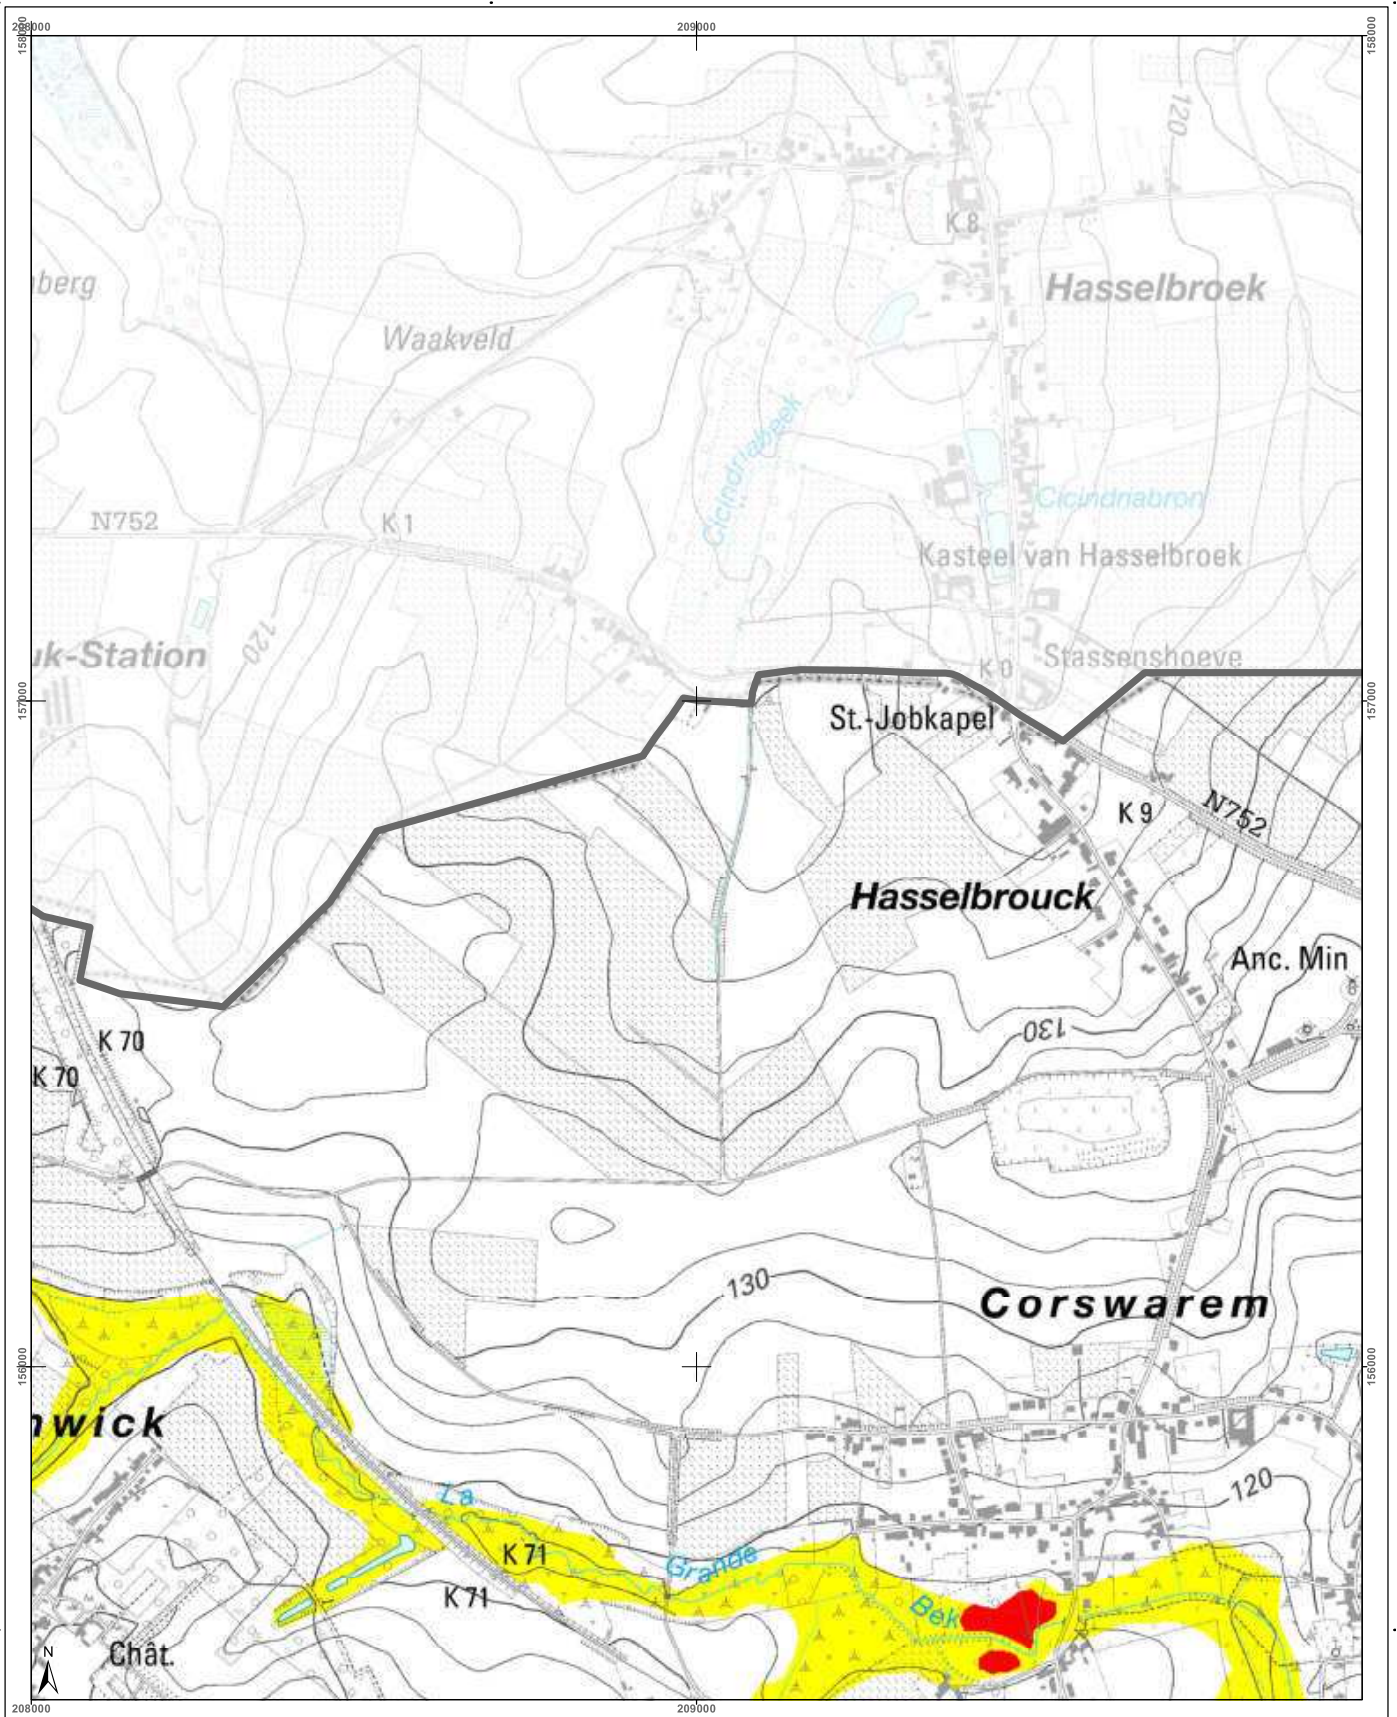 208000
209000
158000
158000
120
K 8
berg
Hasselbroek
Waakveld
Cicindriabeek
Cicindriabron
N752
K 1
Kasteel van Hasselbroek
120
uk-Station
K 0
Stassenshoeve
157000
157000
St.-Jobkapel
K 9
N752
Hasselbrouck
Anc. Min
130
K 70
K 70
130
Corswarem
156000
156000
wick
120
La
K 71
Grande
K 71
Bek
Chât.
N
208000
209000